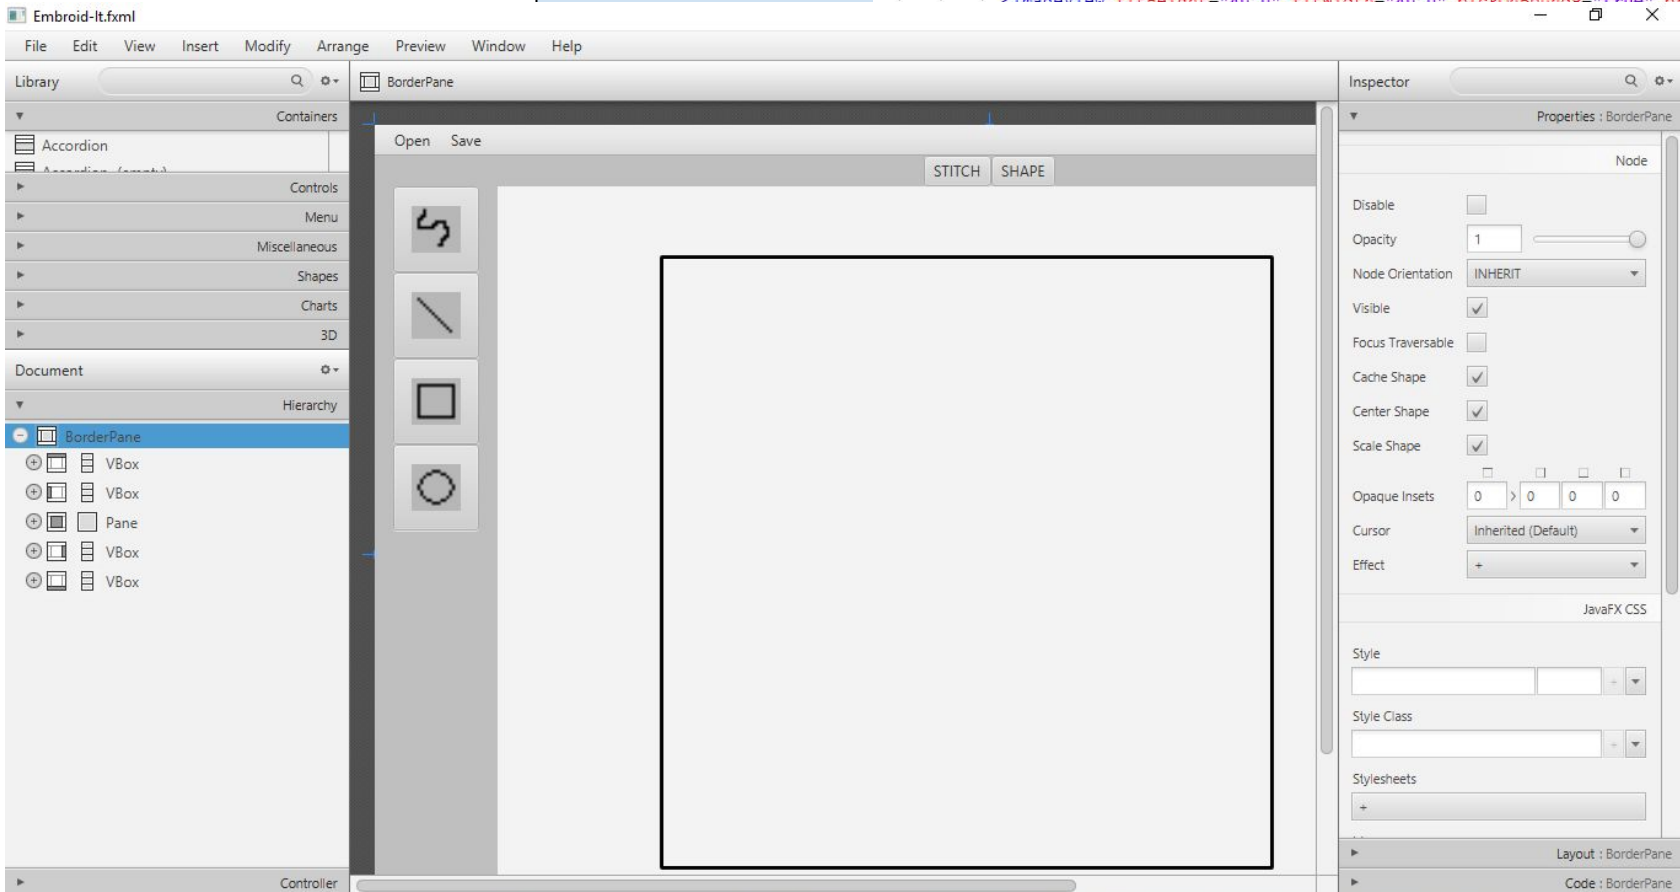 Embroid-It.fxml
File Edit View Insert Modify Arrange Preview Window Help
Library
Containers
Accordion
Controls
Menu
Miscellaneous
Shapes
Charts
3D
Document
Hierarchy
BorderPane
VBox
VBox
Pane
VBox
VBox
Controller
BorderPane
Open Save
STITCH SHAPE
Inspector
Properties : BorderPane
Node
Disable
Opacity 1
Node Orientation INHERIT
Visible
Focus Traversable
Cache Shape
Center Shape
Scale Shape
Opaque Insets 0 > 0 0 0
Cursor Inherited (Default)
Effect +
JavaFX CSS
Style
+
Style Class
+
Stylesheets
+
Layout : BorderPane
Code : BorderPane